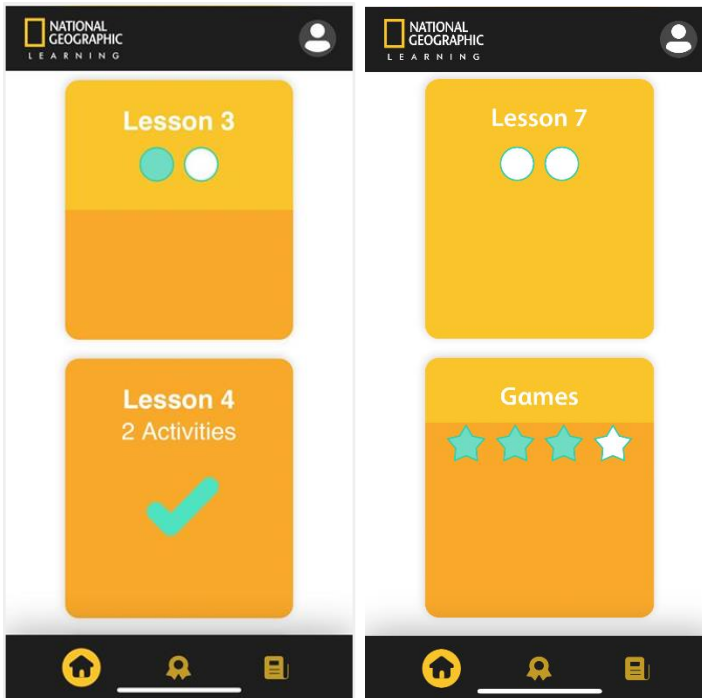 NATIONAL
GEOGRAPHIC
LEARNING
Lesson 3
Lesson 4
2 Activities
NATIONAL
GEOGRAPHIC
LEARNING
Lesson 7
Games